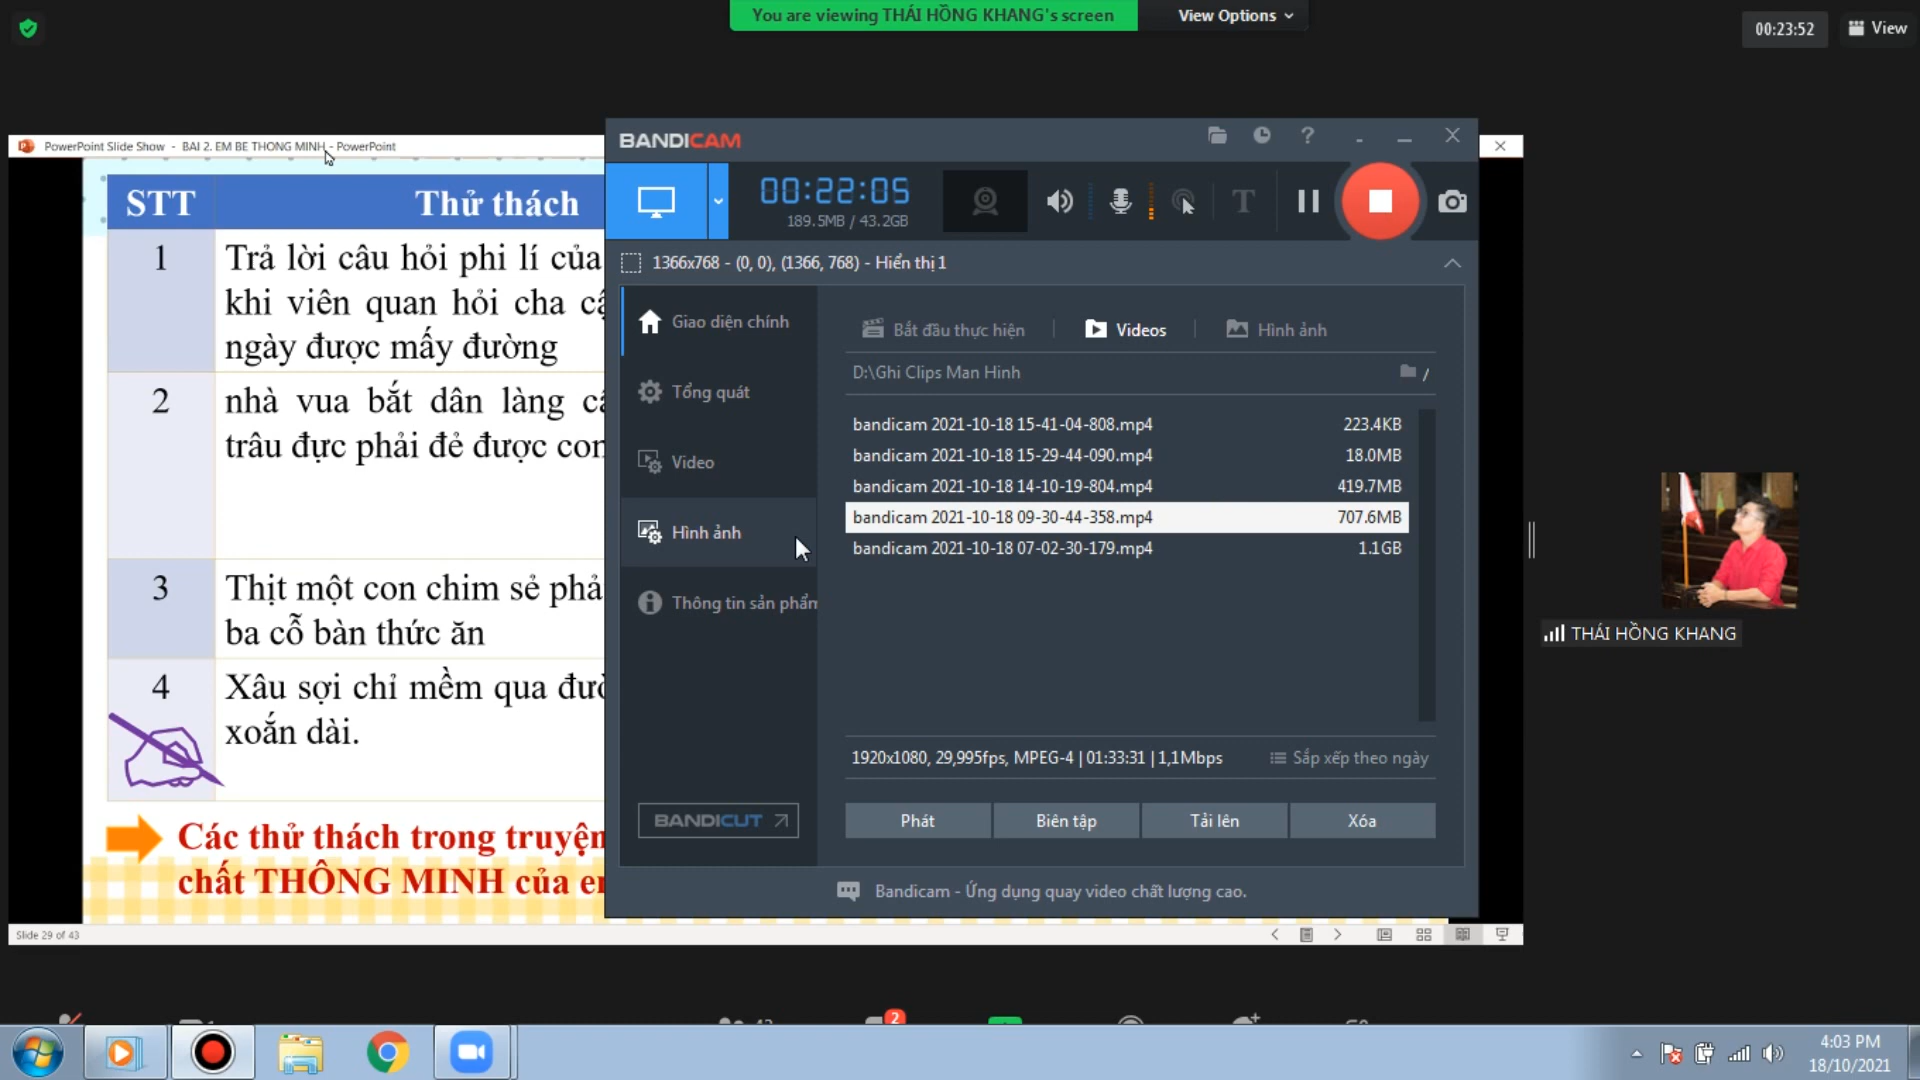 You are viewing THÁI HỒNG KHANG's screen
View Options
00:23:52
View
PowerPoint Slide Show - BAI 2. EM BE THONG MINH - PowerPoint
STT
Thử thách
1
Trả lời câu hỏi phi lí của
khi viên quan hỏi cha
ngày được mấy đường
2
nhà vua bắt dân làng
trâu đực phải đẻ được con
3
Thịt một con chim sẻ
ba cỗ bàn thức ăn
4
Xâu sợi chỉ mềm qua
xoắn dài.
Các thử thách trong truyện
chất THÔNG MINH của
Slide 29 of 43
BANDICAM
00:22:05
189.5MB / 43.2GB
1366x768 - (0, 0), (1366, 768) - Hiển thị 1
Giao diện chính
Tổng quát
Video
Hình ảnh
Thông tin sản phẩm
BANDICUT
Bắt đầu thực hiện
Videos
Hình ảnh
D:\Ghi Clips Man Hinh
/
bandicam 2021-10-18 15-41-04-808.mp4 223.4KB
bandicam 2021-10-18 15-29-44-090.mp4 18.0MB
bandicam 2021-10-18 14-10-19-804.mp4 419.7MB
bandicam 2021-10-18 09-30-44-358.mp4 707.6MB
bandicam 2021-10-18 07-02-30-179.mp4 1.1GB
1920x1080, 29,995fps, MPEG-4 | 01:33:31 | 1,1Mbps
Sắp xếp theo ngày
Phát
Biên tập
Tải lên
Xóa
Bandicam - Ứng dụng quay video chất lượng cao.
THÁI HỒNG KHANG
2
4:03 PM
18/10/2021